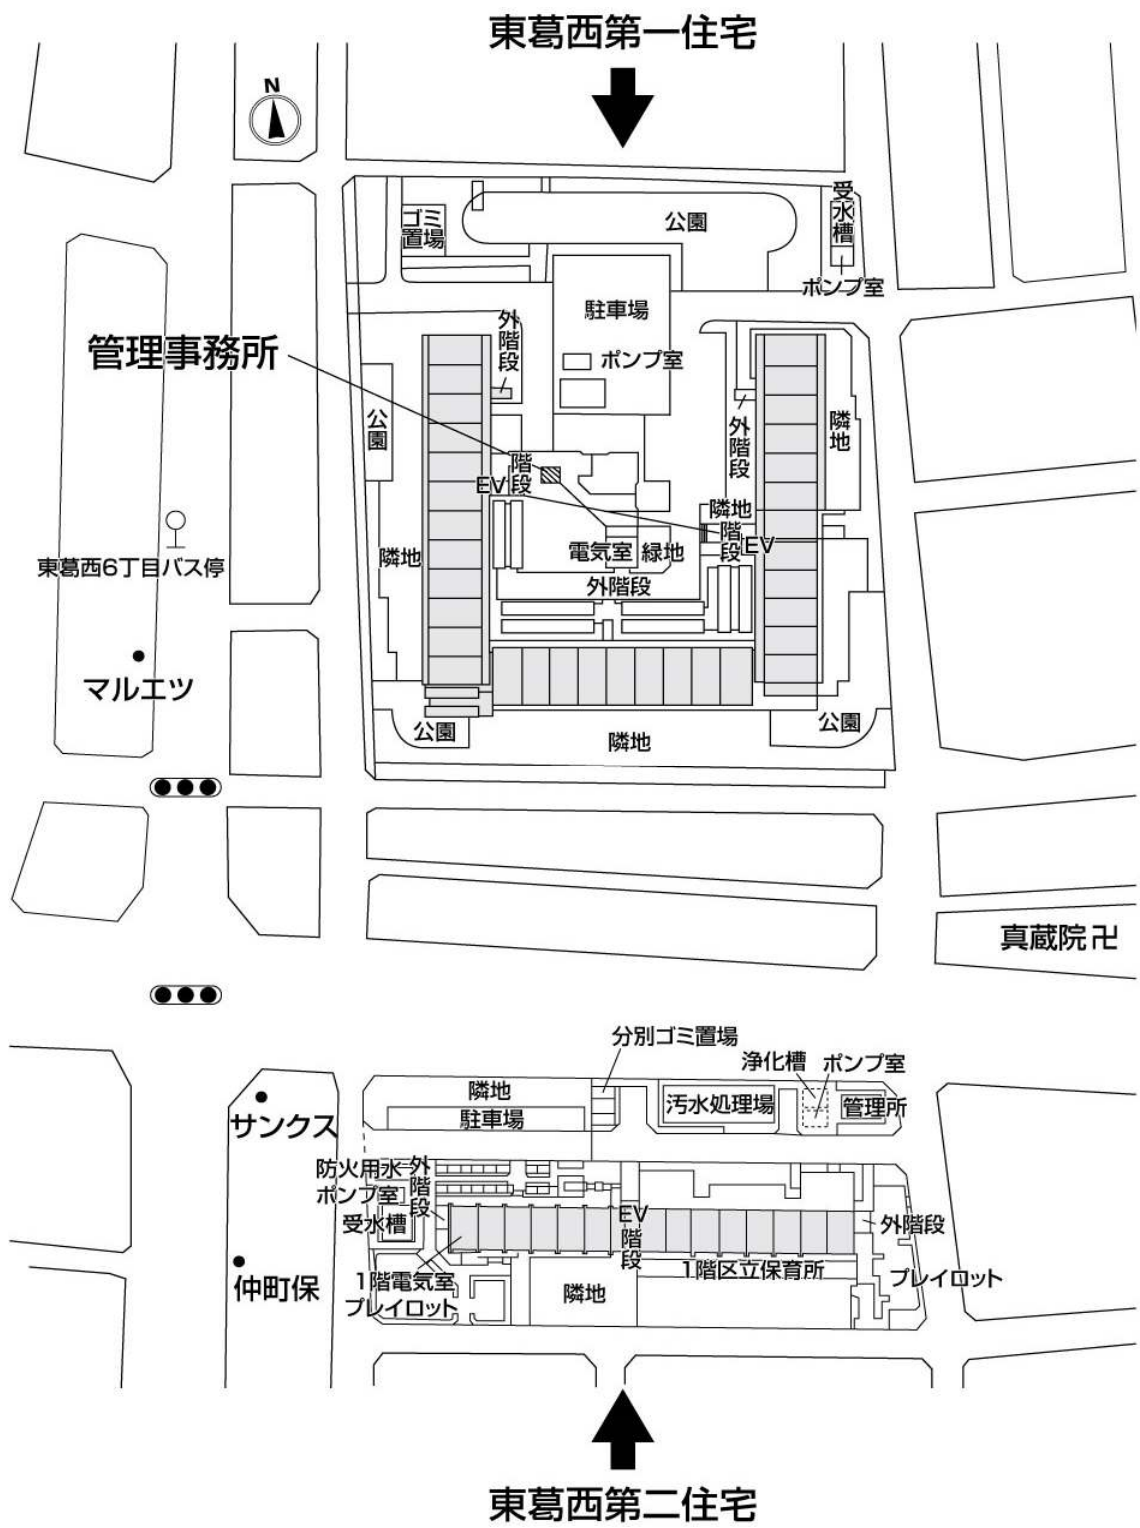 東葛西第一住宅
N
受水槽
ゴミ
置場
公園
ポンプ室
駐車場
外階段
管理事務所
ポンプ室
公園
隣地
外階段
階段
EV
隣地
階段
EV
東葛西6丁目バス停
隣地
電気室
緑地
外階段
マルエツ
公園
公園
隣地
真蔵院卍
分別ゴミ置場
浄化槽
ポンプ室
隣地
汚水処理場
管理所
サンクス
駐車場
防火用水
ポンプ室
外階段
受水槽
EV
階段
外階段
仲町保
1階電気室
プレイロット
1階区立保育所
プレイロット
隣地
東葛西第二住宅